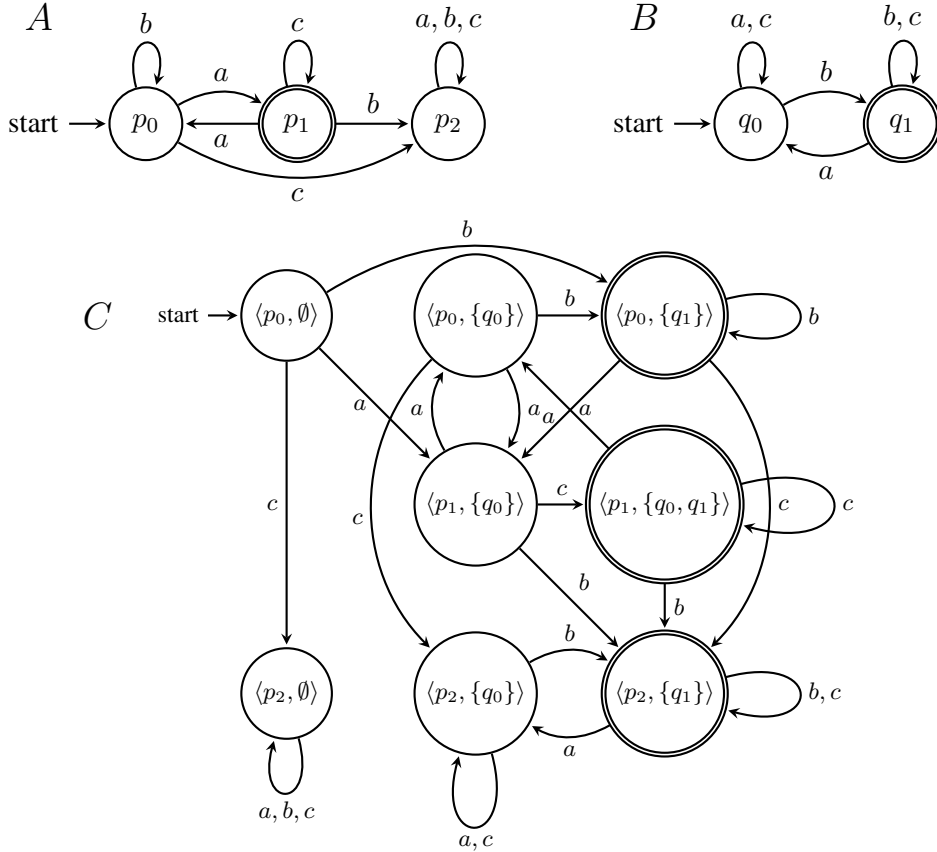 A
b
c
a, b, c
a
start
p₀
p₁
p₂
a
b
c
B
a, c
b, c
b
start
q₀
q₁
a
b
C
start
⟨p₀, ∅⟩
⟨p₀, {q₀}⟩
b
⟨p₀, {q₁}⟩
b
a
a
a
a
a
c
⟨p₁, {q₀}⟩
c
⟨p₁, {q₀, q₁}⟩
c
c
c
b
b
b
⟨p₂, ∅⟩
⟨p₂, {q₀}⟩
⟨p₂, {q₁}⟩
b, c
a
a, b, c
a, c